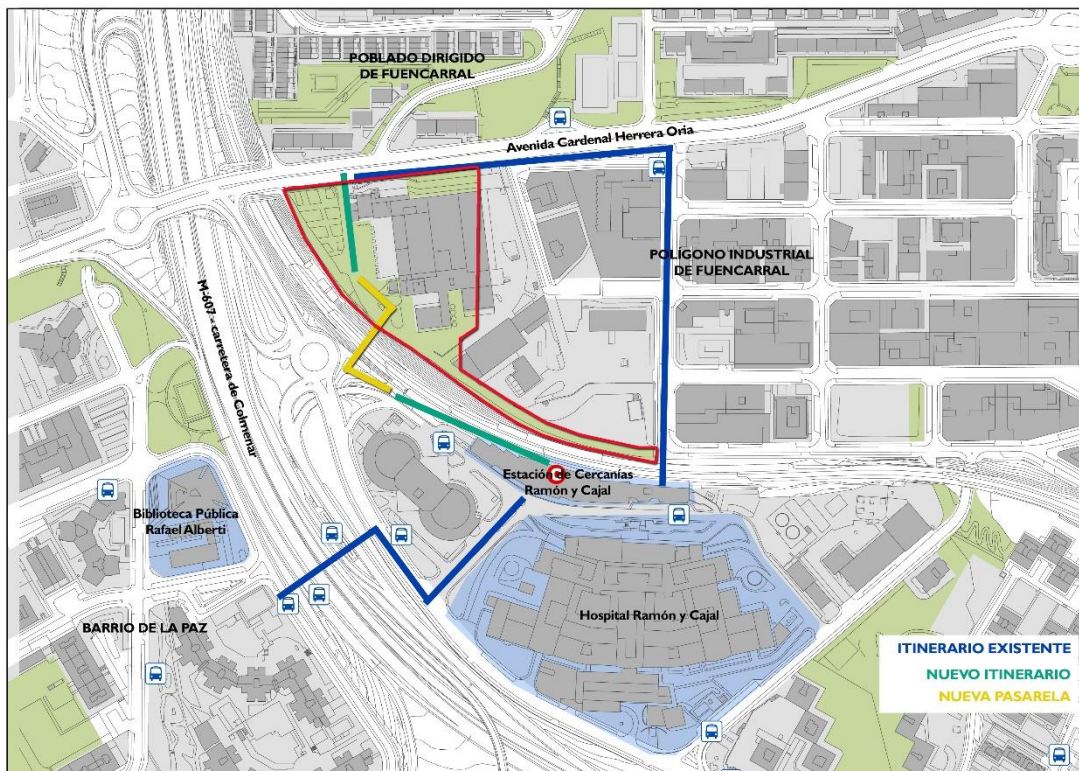 POBLADO DIRIGIDO
DE FUENCARRAL
Avenida Cardenal Herrera Oria
POLÍGONO INDUSTRIAL
DE FUENCARRAL
M-607 - carretera de Colmenar
Estación de Cercanías
Ramón y Cajal
Biblioteca Pública
Rafael Alberti
Hospital Ramón y Cajal
BARRIO DE LA PAZ
ITINERARIO EXISTENTE
NUEVO ITINERARIO
NUEVA PASARELA